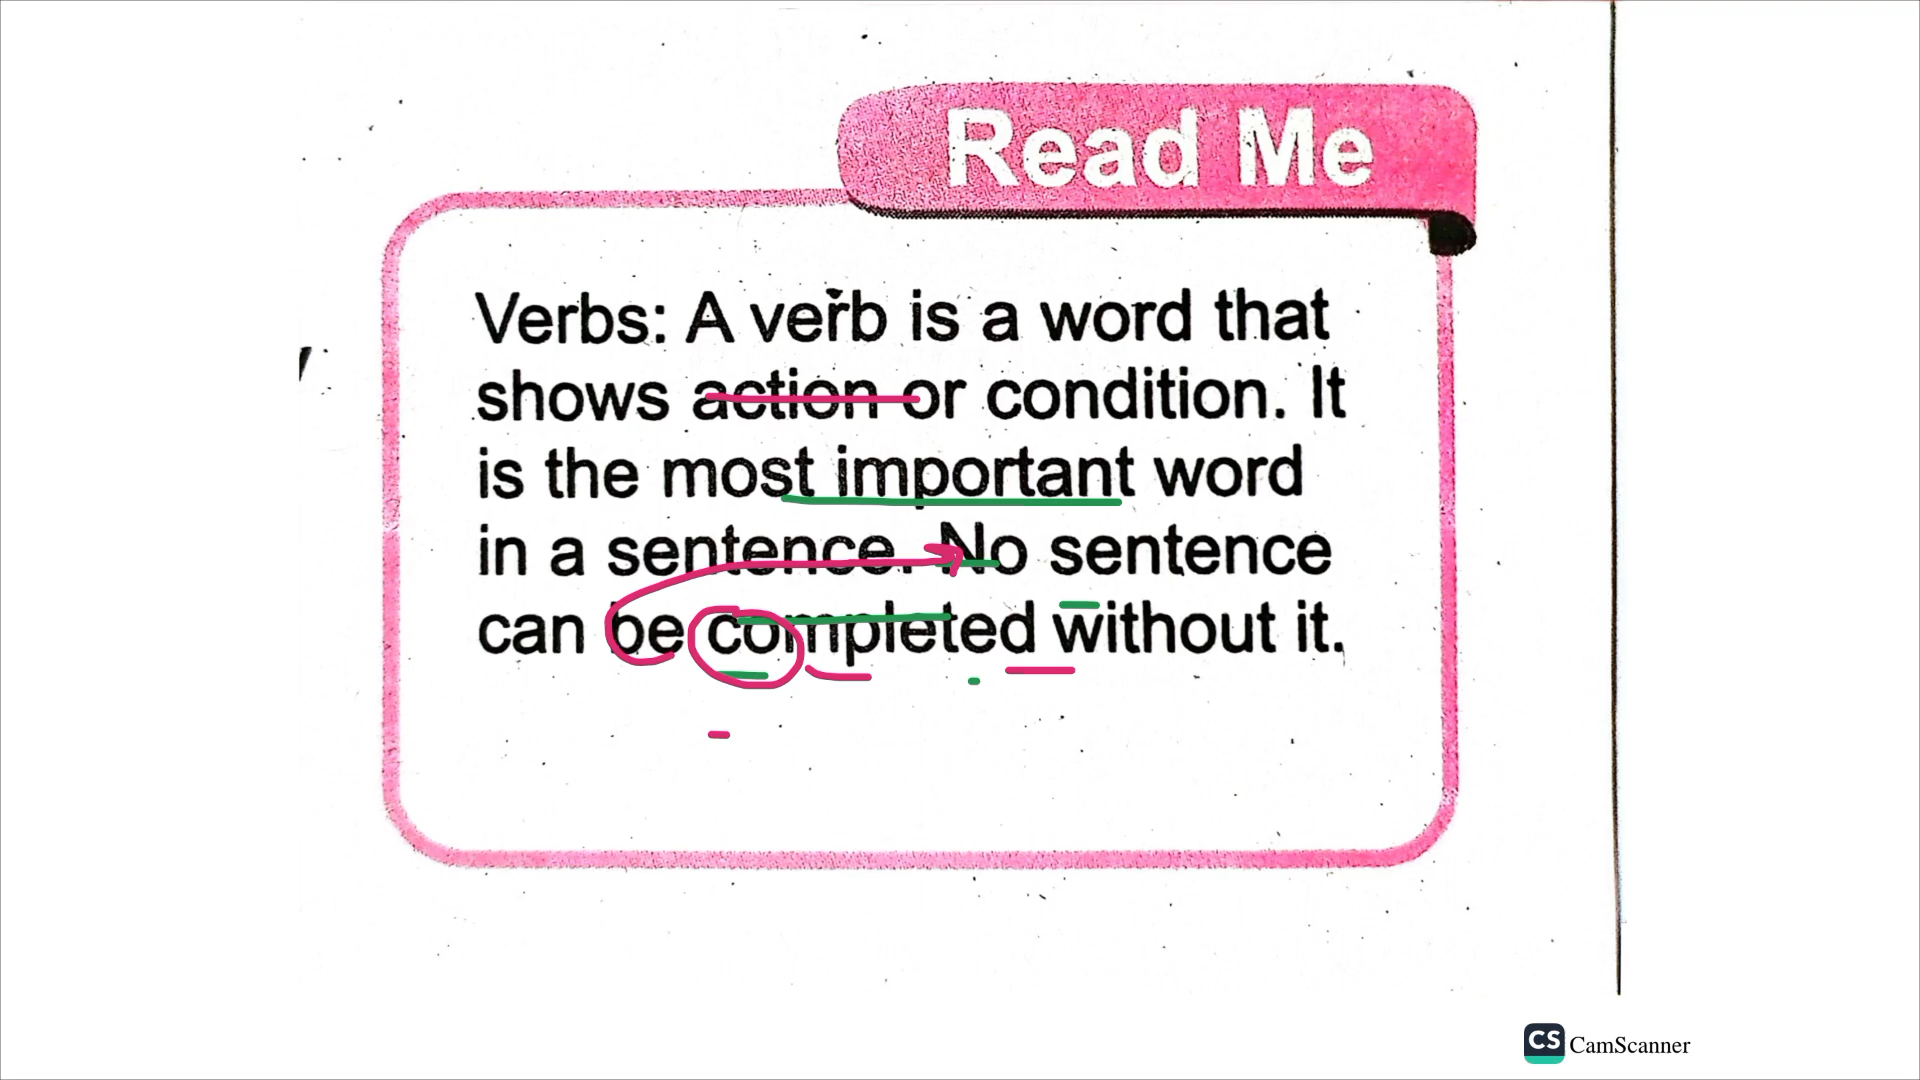 Read Me
Verbs: A verb is a word that
shows action or condition. It
is the most important word
in a sentence. No sentence
can be completed without it.
CS CamScanner